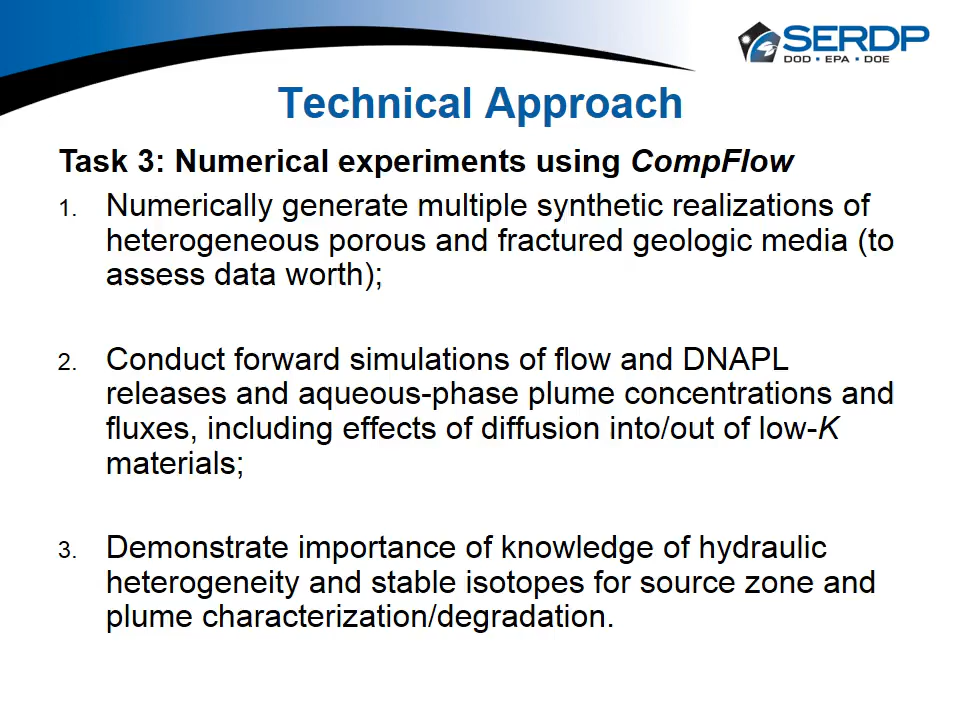 SERDP
DOD • EPA • DOE
Technical Approach
Task 3: Numerical experiments using CompFlow
1. Numerically generate multiple synthetic realizations of
heterogeneous porous and fractured geologic media (to
assess data worth);
2. Conduct forward simulations of flow and DNAPL
releases and aqueous-phase plume concentrations and
fluxes, including effects of diffusion into/out of low-K
materials;
3. Demonstrate importance of knowledge of hydraulic
heterogeneity and stable isotopes for source zone and
plume characterization/degradation.